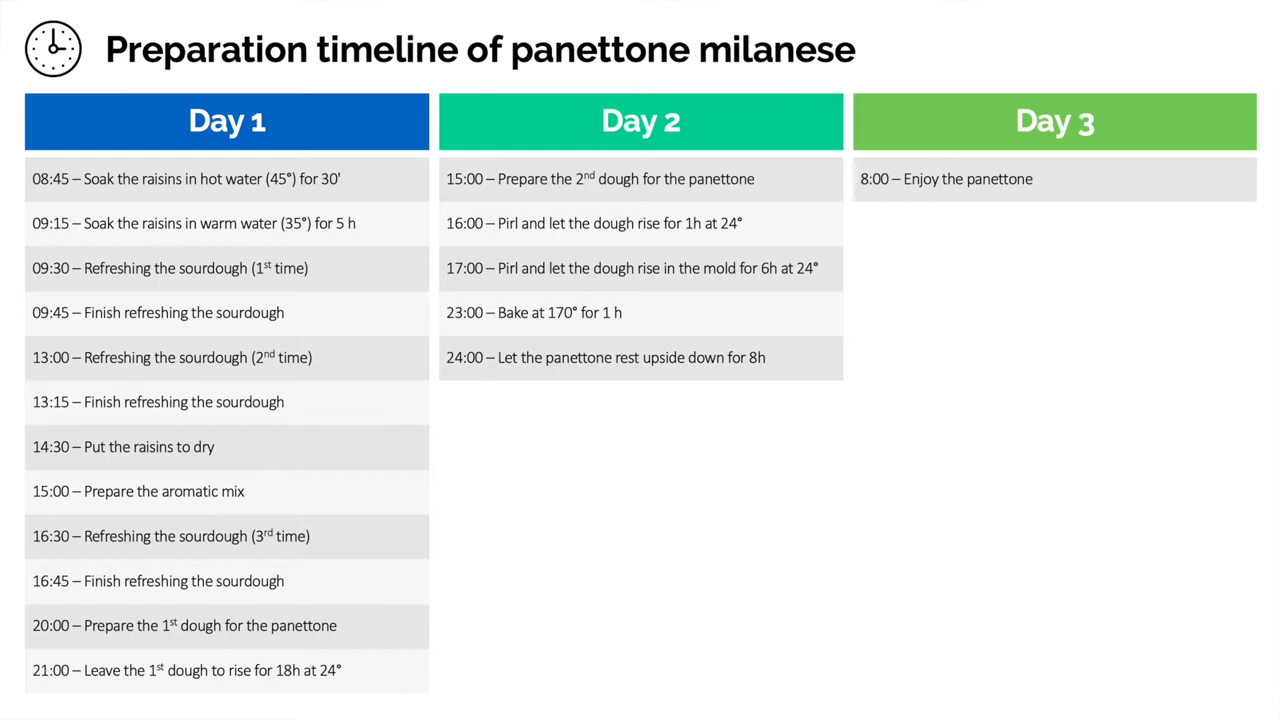 Preparation timeline of panettone milanese
Day 1
08:45 – Soak the raisins in hot water (45°) for 30'
09:15 – Soak the raisins in warm water (35°) for 5 h
09:30 – Refreshing the sourdough (1st time)
09:45 – Finish refreshing the sourdough
13:00 – Refreshing the sourdough (2nd time)
13:15 – Finish refreshing the sourdough
14:30 – Put the raisins to dry
15:00 – Prepare the aromatic mix
16:30 – Refreshing the sourdough (3rd time)
16:45 – Finish refreshing the sourdough
20:00 – Prepare the 1st dough for the panettone
21:00 – Leave the 1st dough to rise for 18h at 24°
Day 2
15:00 – Prepare the 2nd dough for the panettone
16:00 – Pirl and let the dough rise for 1h at 24°
17:00 – Pirl and let the dough rise in the mold for 6h at 24°
23:00 – Bake at 170° for 1 h
24:00 – Let the panettone rest upside down for 8h
Day 3
8:00 – Enjoy the panettone